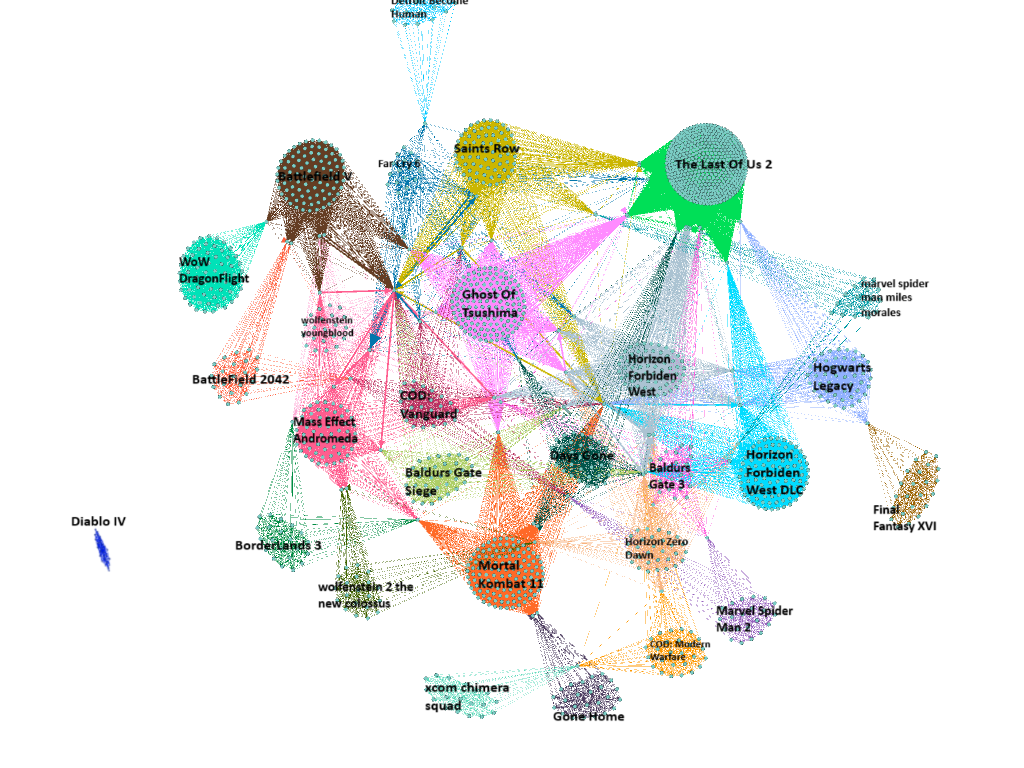 Detroit Become
Human
Saints Row
Far Cry 6
The Last Of Us 2
Battlefield V
WoW
DragonFlight
Ghost Of
Tsushima
marvel spider
man miles
morales
wolfenstein
youngblood
Horizon
Forbiden
West
Hogwarts
Legacy
BattleField 2042
COD:
Vanguard
Mass Effect
Andromeda
Days Gone
Baldurs Gate
Siege
Baldurs
Gate 3
Horizon
Forbiden
West DLC
Final
Fantasy XVI
Diablo IV
BorderLands 3
Horizon Zero
Dawn
Mortal
Kombat 11
wolfenstein 2 the
new colossus
Marvel Spider
Man 2
COD: Modern
Warfare
xcom chimera
squad
Gone Home